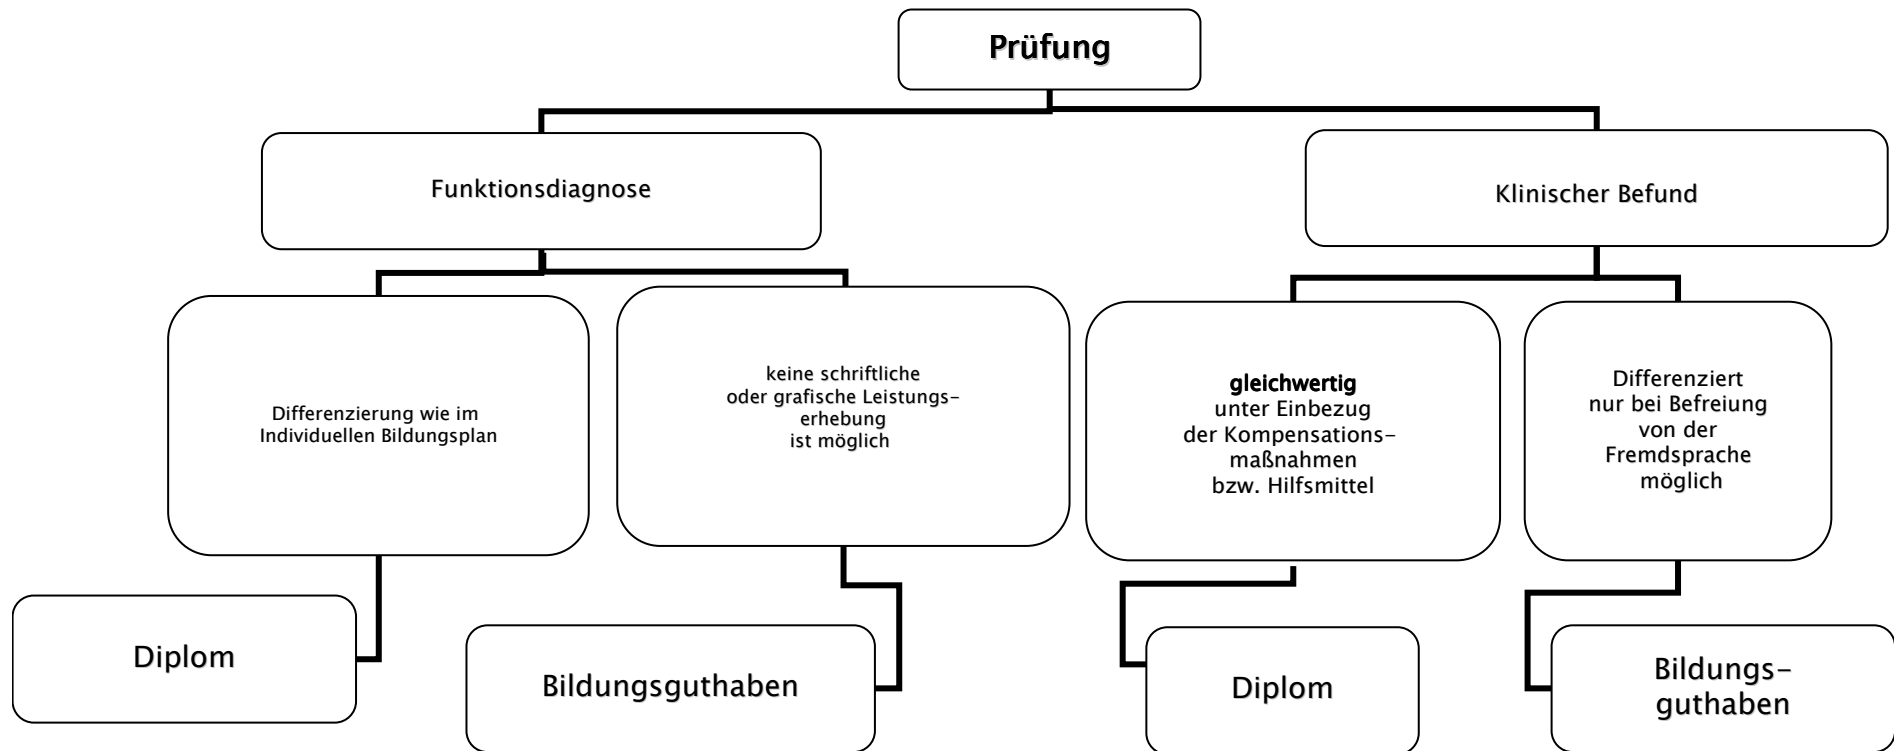 Prüfung
Funktionsdiagnose
Klinischer Befund
Differenzierung wie im
Individuellen Bildungsplan
keine schriftliche
oder grafische Leistungs-
erhebung
ist möglich
gleichwertig
unter Einbezug
der Kompensations-
maßnahmen
bzw. Hilfsmittel
Differenziert
nur bei Befreiung
von der
Fremdsprache
möglich
Diplom
Bildungsguthaben
Diplom
Bildungs-
guthaben